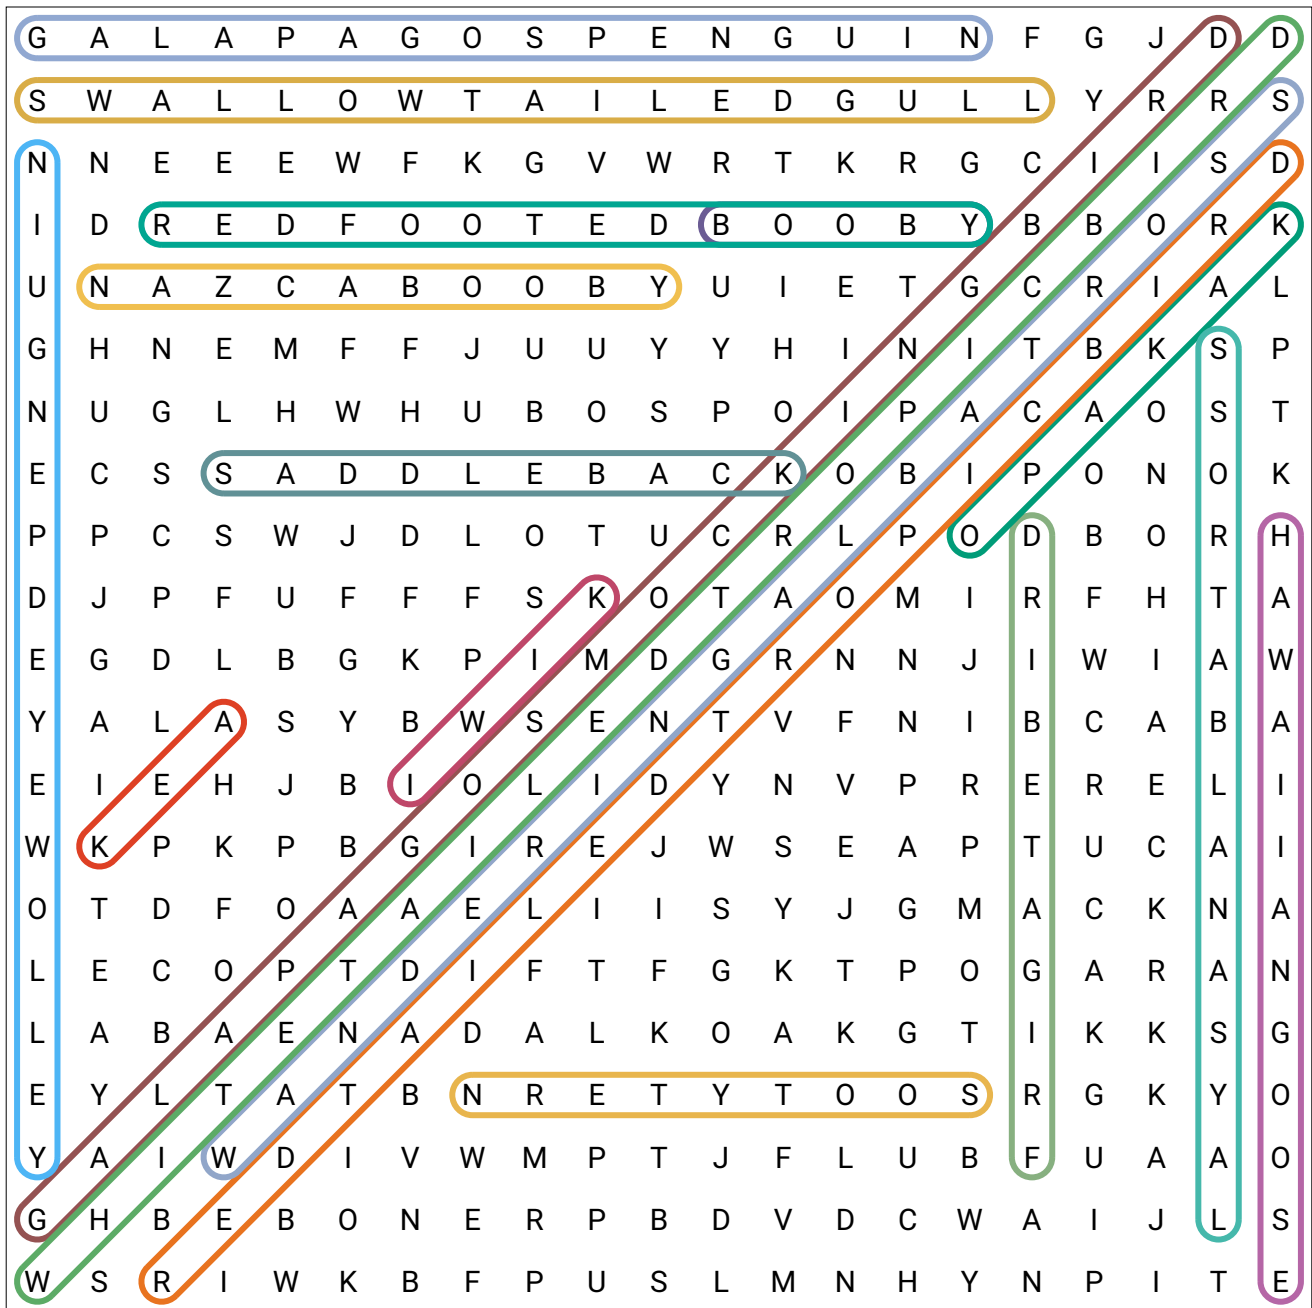 G A L A P A G O S P E N G U I N F G J D D
S W A L L O W T A I L E D G U L L Y R R S
N N E E E W F K G V W R T K R G C I I S D
I D R E D F O O T E D B O O B Y B B O R K
U N A Z C A B O O B Y U I E T G C R I A L
G H N E M F F J U U Y Y H I N I T B K S P
N U G L H W H U B O S P O I P A C A O S T
E C S S A D D L E B A C K O B I P O N O K
P P C S W J D L O T U C R L P O D B O R H
D J P F U F F F S K O T A O M I R F H T A
E G D L B G K P I M D G R N N J I W I A W
Y A L A S Y B W S E N T V F N I B C A B A
E I E H J B I O L I D Y N V P R E R E L I
W K P K P B G I R E J W S E A P T U C A I
O T D F O A A E L I I S Y J G M A C K N A
L E C O P T D I F T F G K T P O G A R A N
L A B A E N A D A L K O A K G T I K K S G
E Y L T A T B N R E T Y T O O S R G K Y O
Y A I W D I V W M P T J F L U B F U A A O
G H B E B O N E R P B D V D C W A I J L S
W S R I W K B F P U S L M N H Y N P I T E